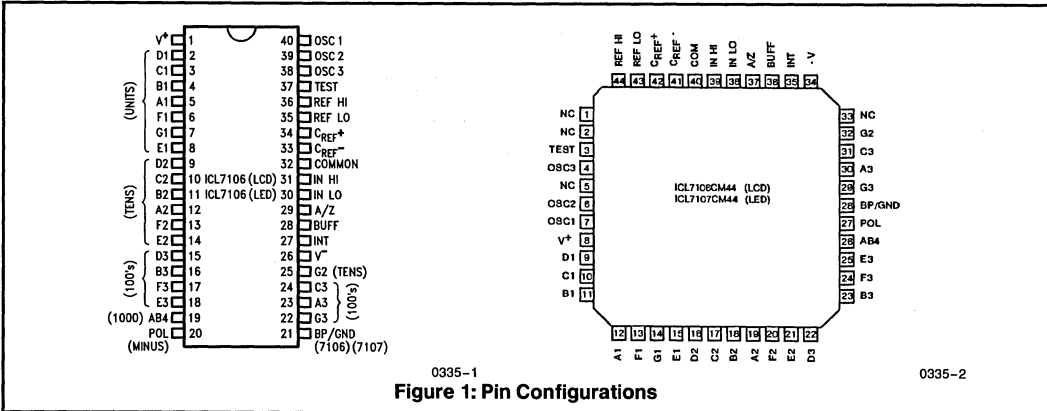 V+ 1 40 OSC 1
D1 2 39 OSC 2
C1 3 38 OSC 3
B1 4 37 TEST
A1 5 36 REF HI
F1 6 35 REF LO
G1 7 34 CREF+
E1 8 33 CREF-
D2 9 32 COMMON
C2 10 ICL7106 (LCD) 31 IN HI
B2 11 ICL7106 (LED) 30 IN LO
A2 12 29 A/Z
F2 13 28 BUFF
E2 14 27 INT
D3 15 26 V-
B3 16 25 G2 (TENS)
F3 17 24 C3
E3 18 23 A3
(1000) AB4 19 22 G3
POL 20 21 BP/GND
(MINUS) (7106)(7107)
(UNITS)
(TENS)
(100's)
(100's)
0335-1
REF HI REF LO CREF+ CREF- COM IN HI IN LO A/Z BUFF INT -V
44 43 42 41 40 39 38 37 36 35 34
NC 1 33 NC
NC 2 32 G2
TEST 3 31 C3
OSC3 4 30 A3
NC 5 29 G3
OSC2 6 28 BP/GND
OSC1 7 27 POL
V+ 8 26 AB4
D1 9 25 E3
C1 10 24 F3
B1 11 23 B3
ICL7106CM44 (LCD)
ICL7107CM44 (LED)
12 13 14 15 16 17 18 19 20 21 22
A1 F1 G1 E1 D2 C2 B2 A2 F2 E2 D3
0335-2
Figure 1: Pin Configurations